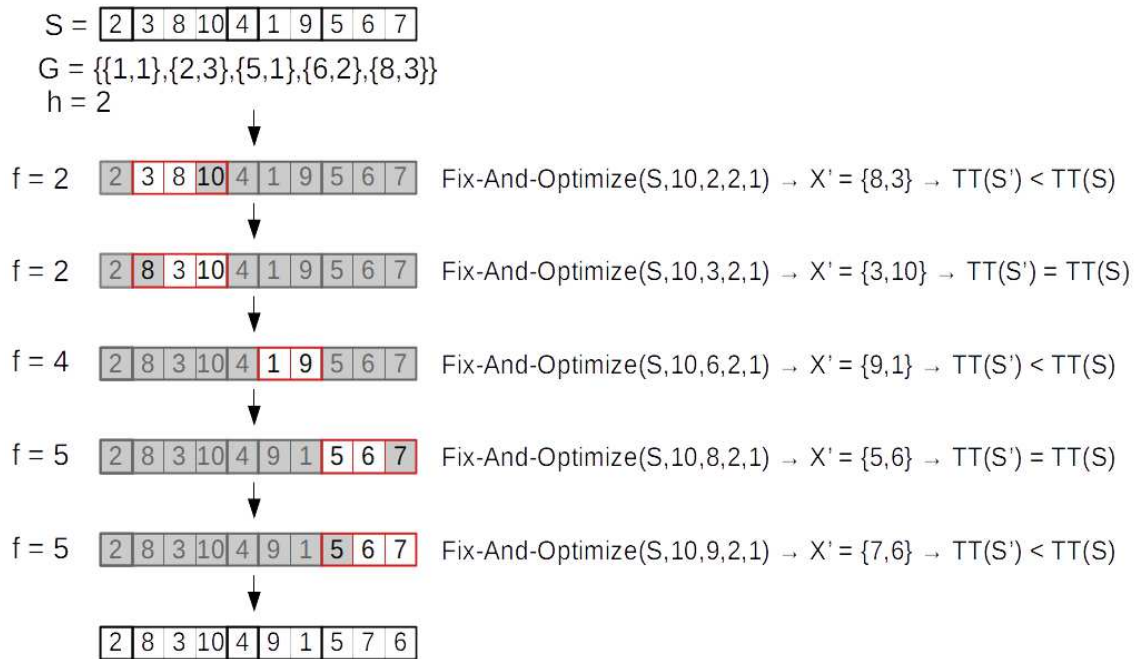 S = 2 3 8 10 4 1 9 5 6 7
G = {{1,1},{2,3},{5,1},{6,2},{8,3}}
h = 2
f = 2 2 3 8 10 4 1 9 5 6 7 Fix-And-Optimize(S,10,2,2,1) → X' = {8,3} → TT(S') < TT(S)
f = 2 2 8 3 10 4 1 9 5 6 7 Fix-And-Optimize(S,10,3,2,1) → X' = {3,10} → TT(S') = TT(S)
f = 4 2 8 3 10 4 1 9 5 6 7 Fix-And-Optimize(S,10,6,2,1) → X' = {9,1} → TT(S') < TT(S)
f = 5 2 8 3 10 4 9 1 5 6 7 Fix-And-Optimize(S,10,8,2,1) → X' = {5,6} → TT(S') = TT(S)
f = 5 2 8 3 10 4 9 1 5 6 7 Fix-And-Optimize(S,10,9,2,1) → X' = {7,6} → TT(S') < TT(S)
2 8 3 10 4 9 1 5 7 6